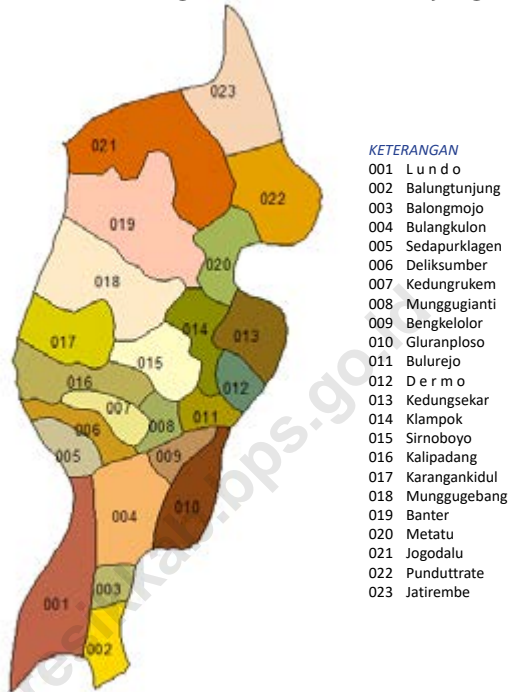 023
021
022
019
020
018
014
013
017
015
016
012
007
011
008
006
005
009
010
004
003
001
002
KETERANGAN
001 L u n d o
002 Balungtunjung
003 Balongmojo
004 Bulangkulon
005 Sedapurklagen
006 Deliksumber
007 Kedungrukem
008 Munggugianti
009 Bengkelolor
010 Gluranploso
011 Bulurejo
012 D e r m o
013 Kedungsekar
014 Klampok
015 Sirnoboyo
016 Kalipadang
017 Karangankidul
018 Munggugebang
019 Banter
020 Metatu
021 Jogodalu
022 Punduttrate
023 Jatirembe